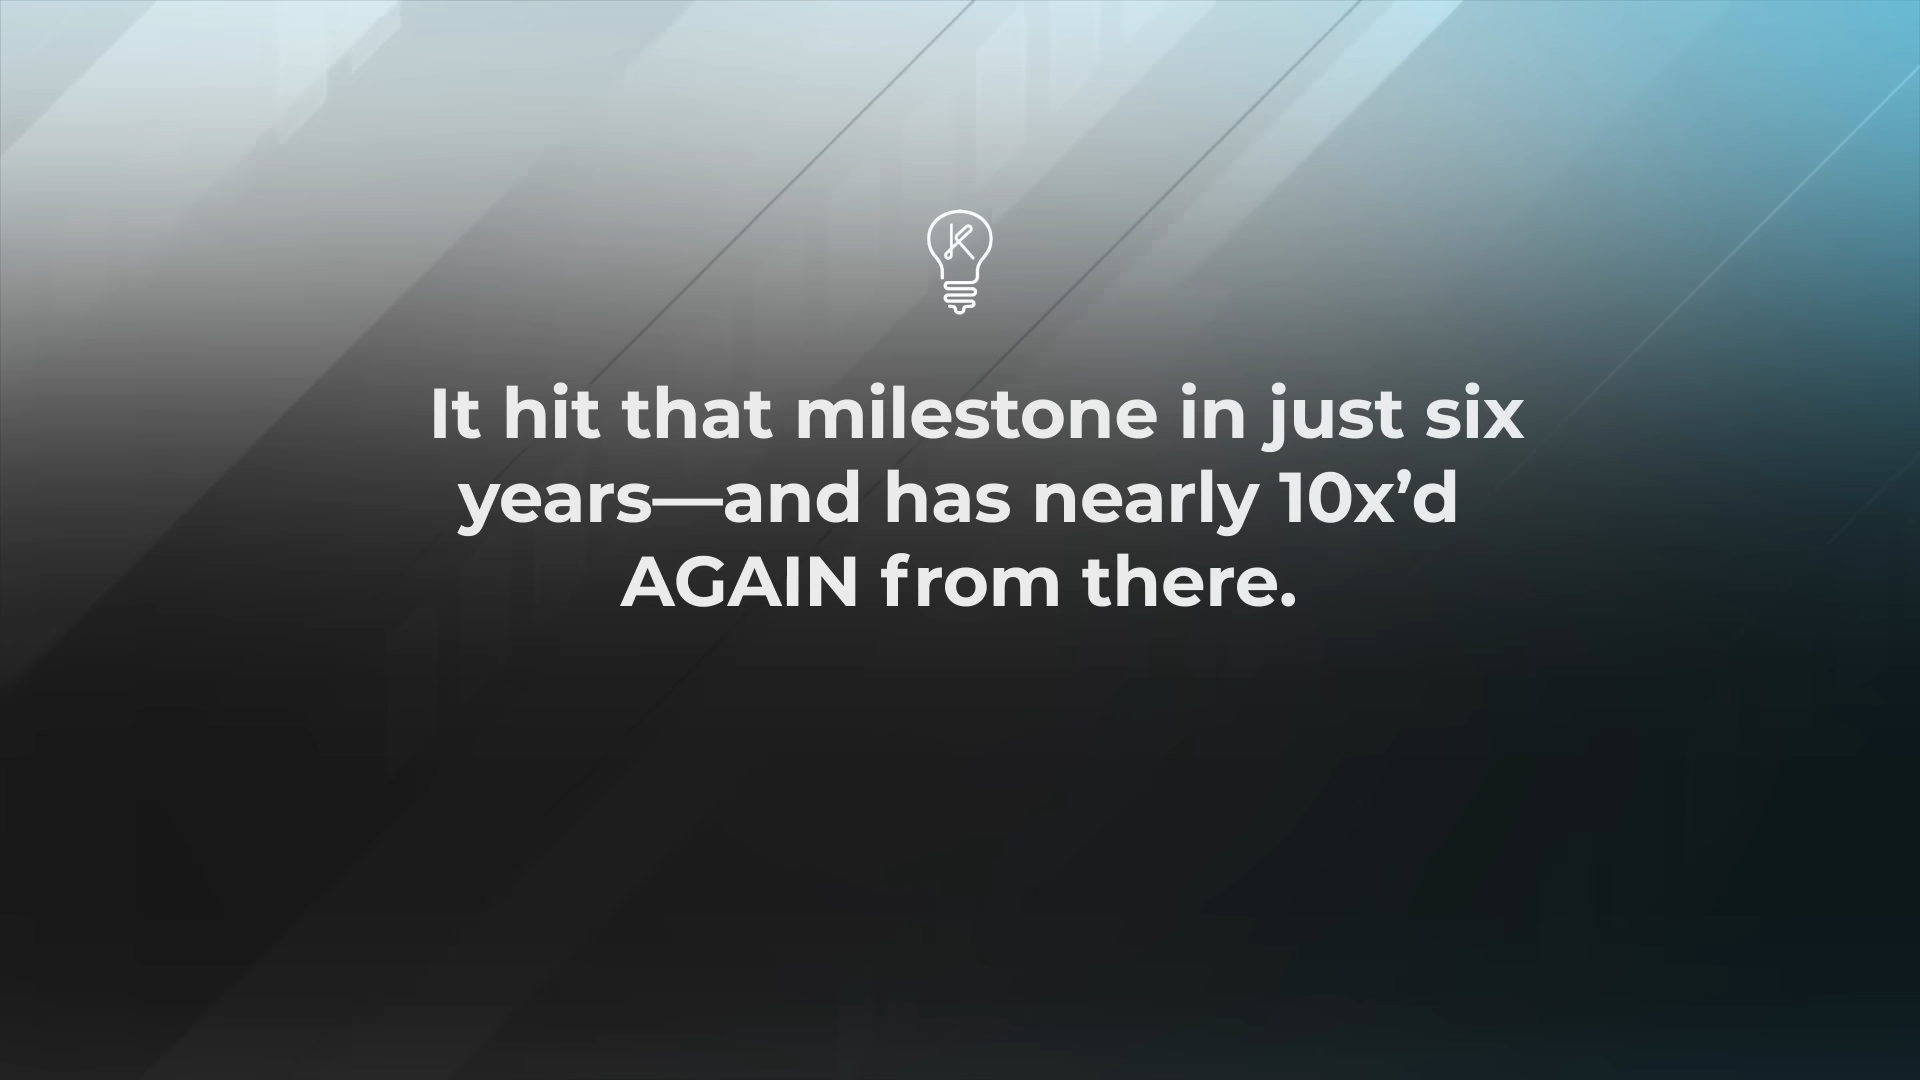 K
It hit that milestone in just six
years—and has nearly 10x’d
AGAIN from there.